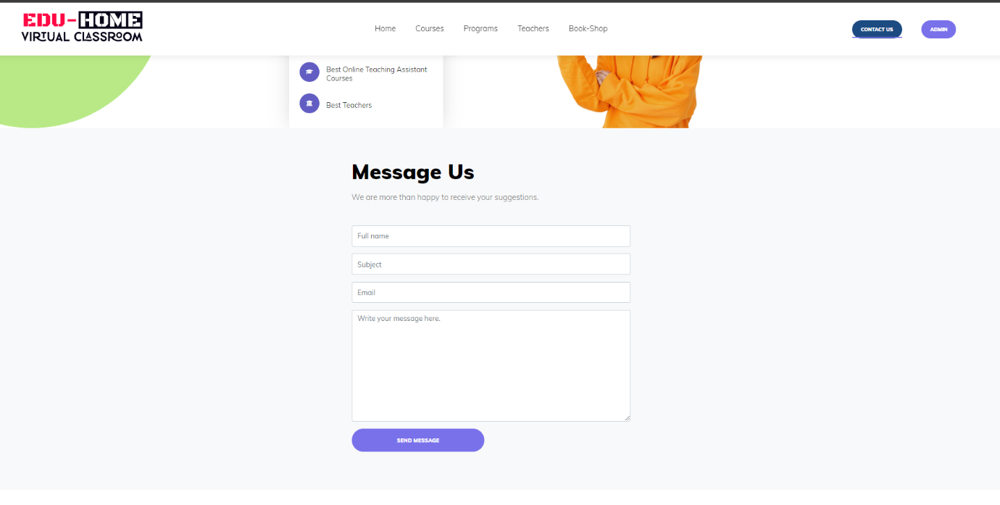 EDU-HOME
VIRTUAL CLASSROOM
Home
Courses
Programs
Teachers
Book-Shop
CONTACT US
ADMIN
Best Online Teaching Assistant
Courses
Best Teachers
Message Us
We are more than happy to receive your suggestions.
Full name
Subject
Email
Write your message here.
SEND MESSAGE